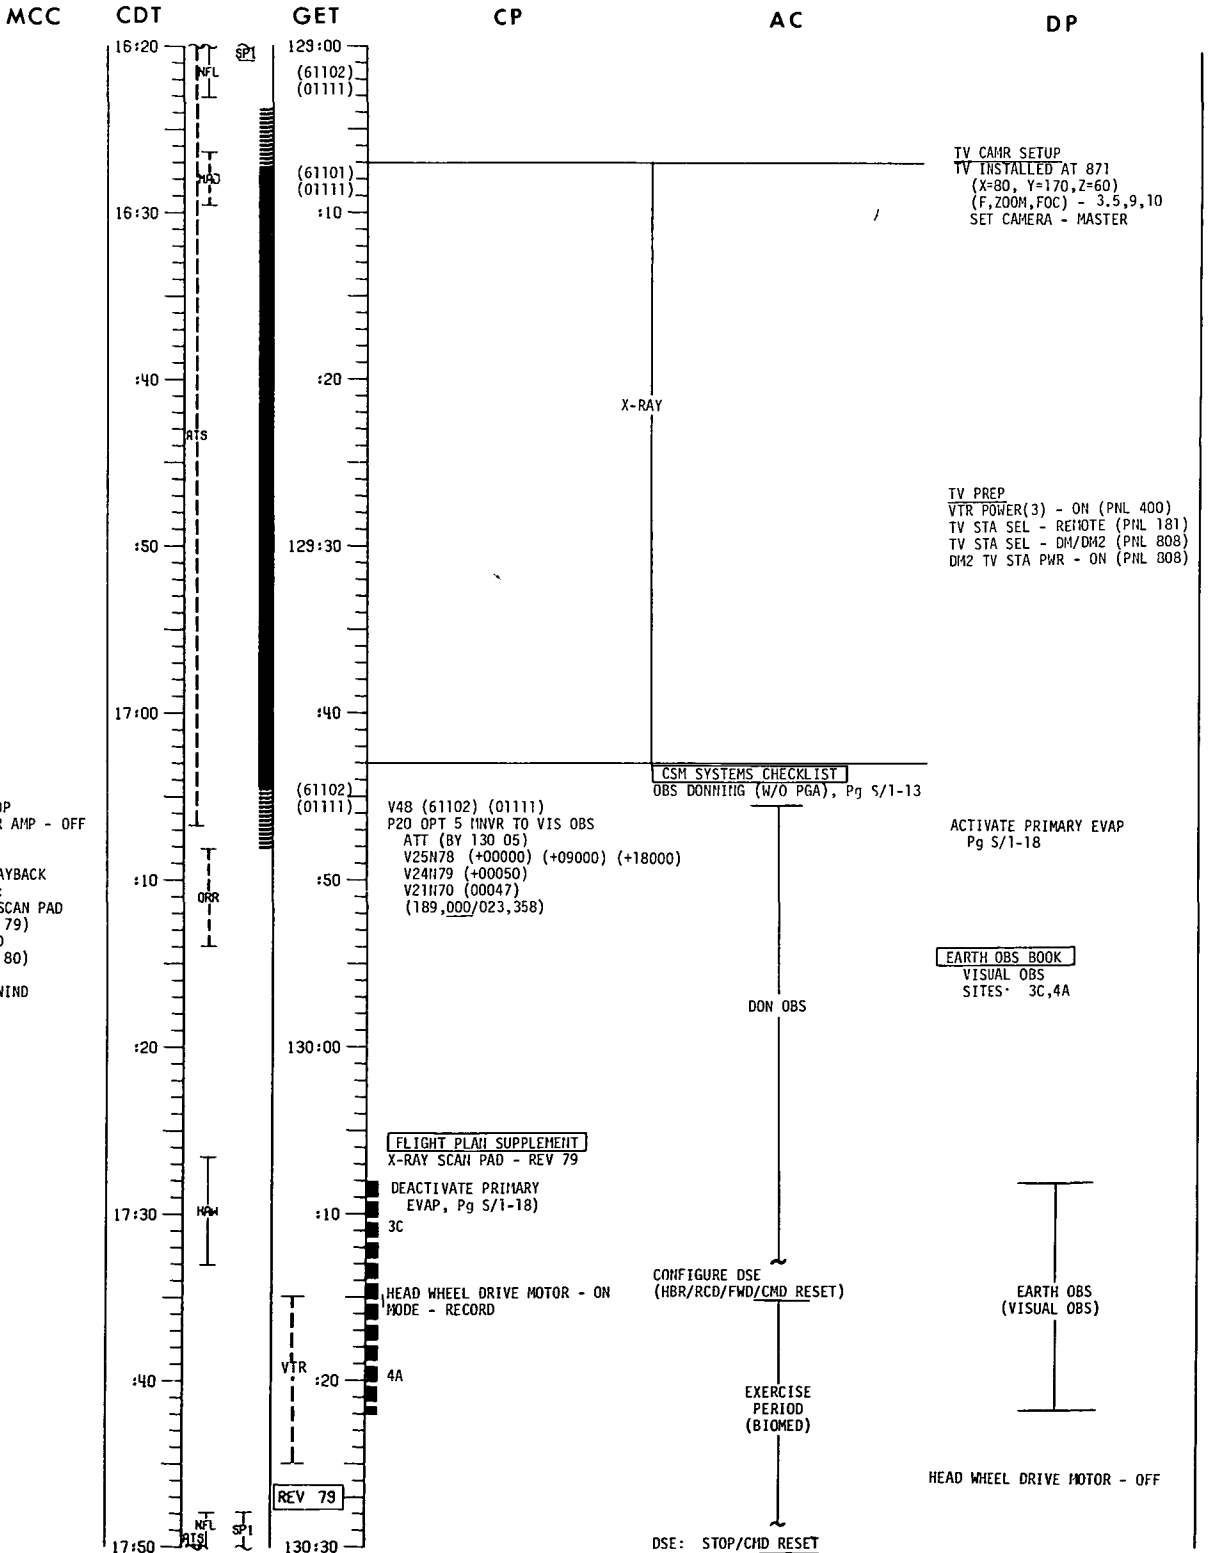 MCC CDT GET CP AC DP
16:20 SP1 129:00
NFL (61102)
(01111)
TV CAMR SETUP
TV INSTALLED AT 871
MAD (61101)
(01111) (X=80, Y=170,Z=60)
(F,ZOOM,FOC) - 3.5,9,10
16:30 :10
SET CAMERA - MASTER
:40 :20
X-RAY
ATS
TV PREP
VTR POWER(3) - ON (PNL 400)
TV STA SEL - REMOTE (PNL 181)
:50 129:30 TV STA SEL - DM/DM2 (PNL 808)
DM2 TV STA PWR - ON (PNL 808)
17:00 :40
CSM SYSTEMS CHECKLIST
(61102) OBS DONNING (W/O PGA), Pg S/1-13
OP (01111) V48 (61102) (01111)
R AMP - OFF P20 OPT 5 MNVR TO VIS OBS ACTIVATE PRIMARY EVAP
ATT (BY 130 05) Pg S/1-18
V25N78 (+00000) (+09000) (+18000)
AYBACK :10 :50 V24N79 (+00050)
ORR V21N70 (00047)
SCAN PAD (189,000/023,358)
79)
80) EARTH OBS BOOK
VISUAL OBS
WIND SITES· 3C,4A
DON OBS
:20 130:00
FLIGHT PLAN SUPPLEMENT
X-RAY SCAN PAD - REV 79
DEACTIVATE PRIMARY
EVAP, Pg S/1-18)
17:30 HAW :10
3C
CONFIGURE DSE
HEAD WHEEL DRIVE MOTOR - ON (HBR/RCD/FWD/CMD RESET) EARTH OBS
MODE - RECORD (VISUAL OBS)
VTR
:40 :20 4A
EXERCISE
PERIOD
(BIOMED)
HEAD WHEEL DRIVE MOTOR - OFF
REV 79
NFL SP1
ATS
17:50 130:30 DSE: STOP/CMD RESET